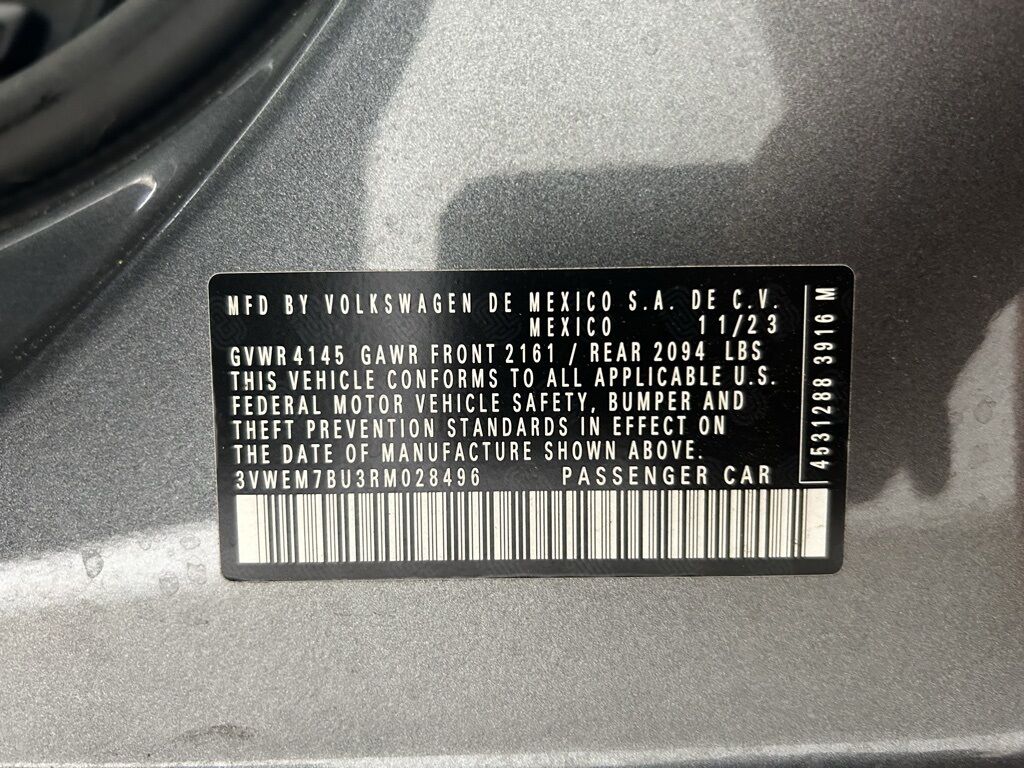 MFD BY VOLKSWAGEN DE MEXICO S.A. DE C.V.
MEXICO 11/23
GVWR 4145 GAWR FRONT 2161 / REAR 2094 LBS
THIS VEHICLE CONFORMS TO ALL APPLICABLE U.S.
FEDERAL MOTOR VEHICLE SAFETY, BUMPER AND
THEFT PREVENTION STANDARDS IN EFFECT ON
THE DATE OF MANUFACTURE SHOWN ABOVE.
3VWEM7BU3RM028496 PASSENGER CAR
4531288 3916 M